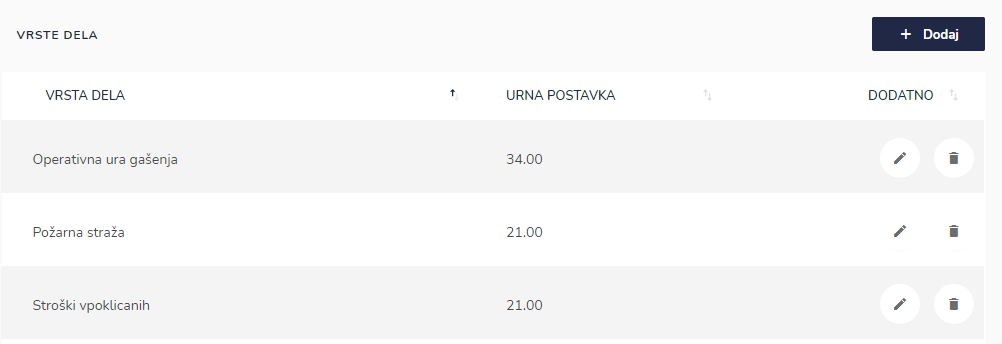 VRSTE DELA
+ Dodaj
VRSTA DELA URNA POSTAVKA DODATNO
Operativna ura gašenja 34.00
Požarna straža 21.00
Stroški vpoklicanih 21.00